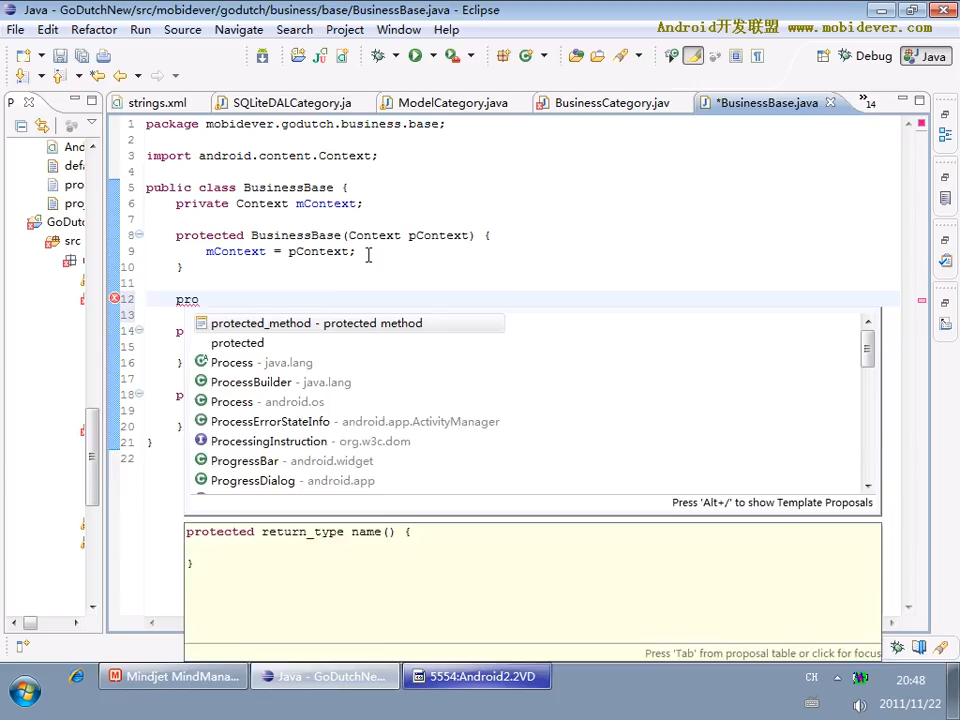 Java - GoDutchNew/src/mobidever/godutch/business/base/BusinessBase.java - Eclipse
File Edit Refactor Run Source Navigate Search Project Window Help
Android开发联盟 www.mobidever.com
Debug Java
P strings.xml SQLiteDALCategory.ja ModelCategory.java BusinessCategory.jav *BusinessBase.java »14
And
def
pro
proj
GoDut
src
1 package mobidever.godutch.business.base;
2
3 import android.content.Context;
4
5 public class BusinessBase {
6 private Context mContext;
7
8 protected BusinessBase(Context pContext) {
9 mContext = pContext;
10 }
11
12 pro
13
14 p
15
16 }
17
18 p
19
20 }
21 }
22
protected_method - protected method
protected
Process - java.lang
ProcessBuilder - java.lang
Process - android.os
ProcessErrorStateInfo - android.app.ActivityManager
ProcessingInstruction - org.w3c.dom
ProgressBar - android.widget
ProgressDialog - android.app
Press 'Alt+/' to show Template Proposals
protected return_type name() {
}
Press 'Tab' from proposal table or click for focus
Mindjet MindMana... Java - GoDutchNe... 5554:Android2.2VD
CH 20:48
2011/11/22